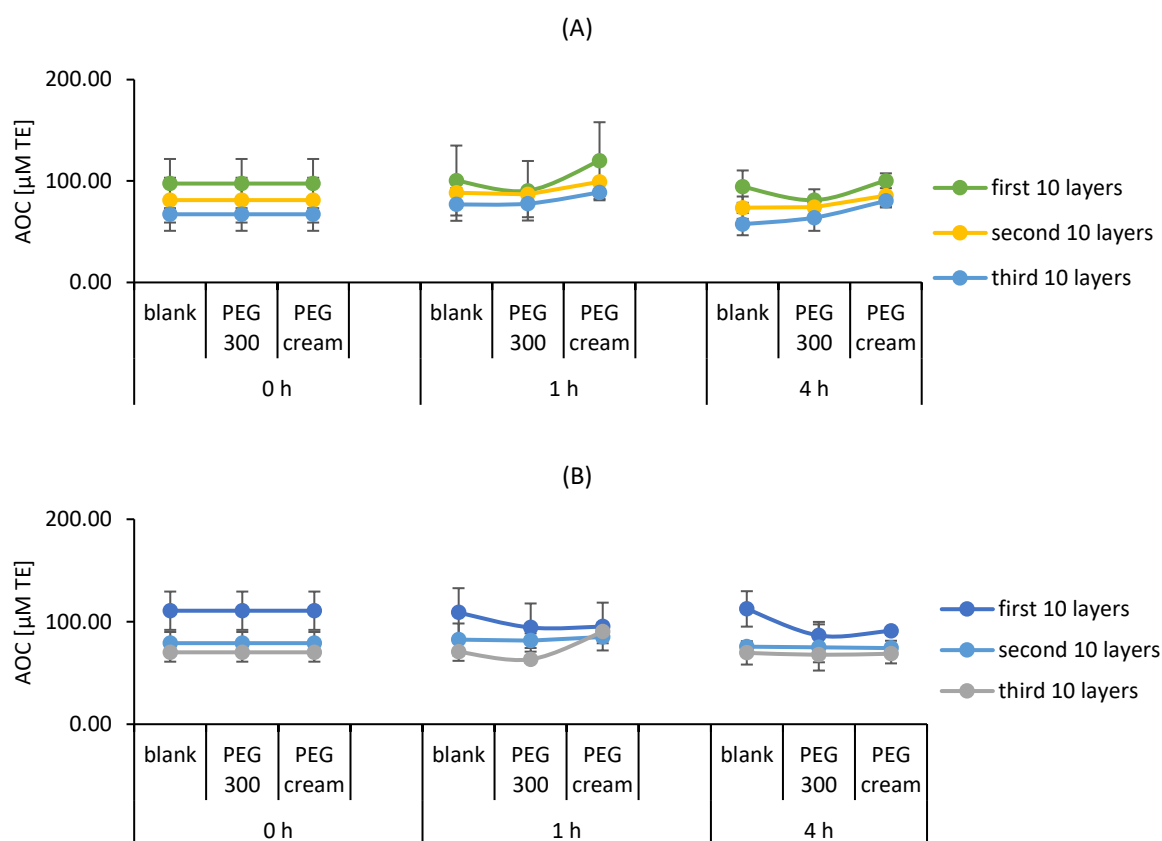 (A)
200.00
100.00
0.00
AOC [µM TE]
blank
PEG
300
PEG
cream
blank
PEG
300
PEG
cream
blank
PEG
300
PEG
cream
0 h
1 h
4 h
first 10 layers
second 10 layers
third 10 layers
(B)
200.00
100.00
0.00
AOC [µM TE]
blank
PEG
300
PEG
cream
blank
PEG
300
PEG
cream
blank
PEG
300
PEG
cream
0 h
1 h
4 h
first 10 layers
second 10 layers
third 10 layers